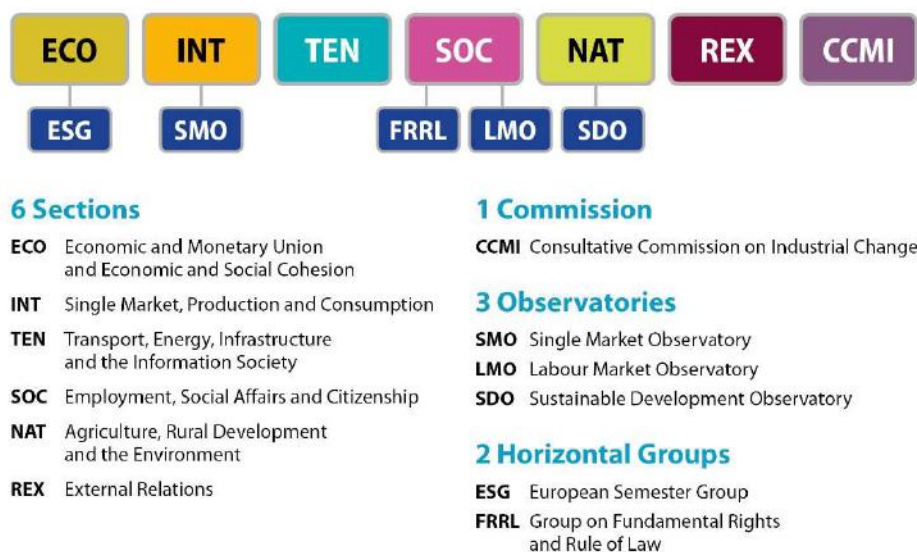 ECO INT TEN SOC NAT REX CCMI
ESG SMO FRRL LMO SDO
6 Sections
ECO Economic and Monetary Union
and Economic and Social Cohesion
INT Single Market, Production and Consumption
TEN Transport, Energy, Infrastructure
and the Information Society
SOC Employment, Social Affairs and Citizenship
NAT Agriculture, Rural Development
and the Environment
REX External Relations
1 Commission
CCMI Consultative Commission on Industrial Change
3 Observatories
SMO Single Market Observatory
LMO Labour Market Observatory
SDO Sustainable Development Observatory
2 Horizontal Groups
ESG European Semester Group
FRRL Group on Fundamental Rights
and Rule of Law